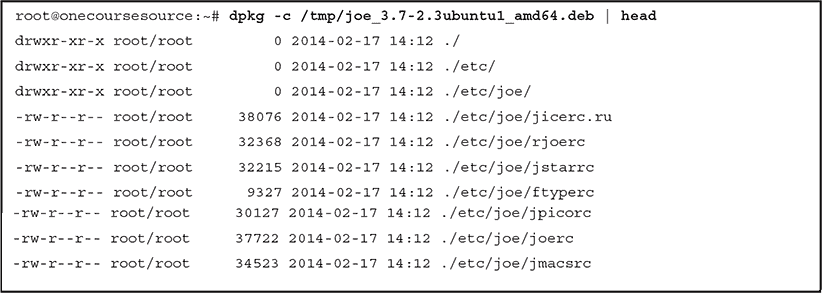 root@onecoursesource:~# dpkg -c /tmp/joe_3.7-2.3ubuntu1_amd64.deb | head
drwxr-xr-x root/root         0 2014-02-17 14:12 ./
drwxr-xr-x root/root         0 2014-02-17 14:12 ./etc/
drwxr-xr-x root/root         0 2014-02-17 14:12 ./etc/joe/
-rw-r--r-- root/root     38076 2014-02-17 14:12 ./etc/joe/jicerc.ru
-rw-r--r-- root/root     32368 2014-02-17 14:12 ./etc/joe/rjoerc
-rw-r--r-- root/root     32215 2014-02-17 14:12 ./etc/joe/jstarrc
-rw-r--r-- root/root      9327 2014-02-17 14:12 ./etc/joe/ftyperc
-rw-r--r-- root/root     30127 2014-02-17 14:12 ./etc/joe/jpicorc
-rw-r--r-- root/root     37722 2014-02-17 14:12 ./etc/joe/joerc
-rw-r--r-- root/root     34523 2014-02-17 14:12 ./etc/joe/jmacsrc